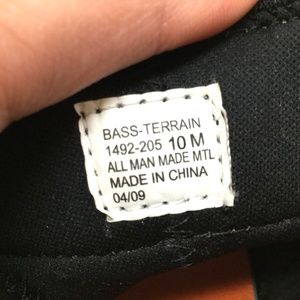 BASS-TERRAIN
1492-205 10 M
ALL MAN MADE MTL
MADE IN CHINA
04/09